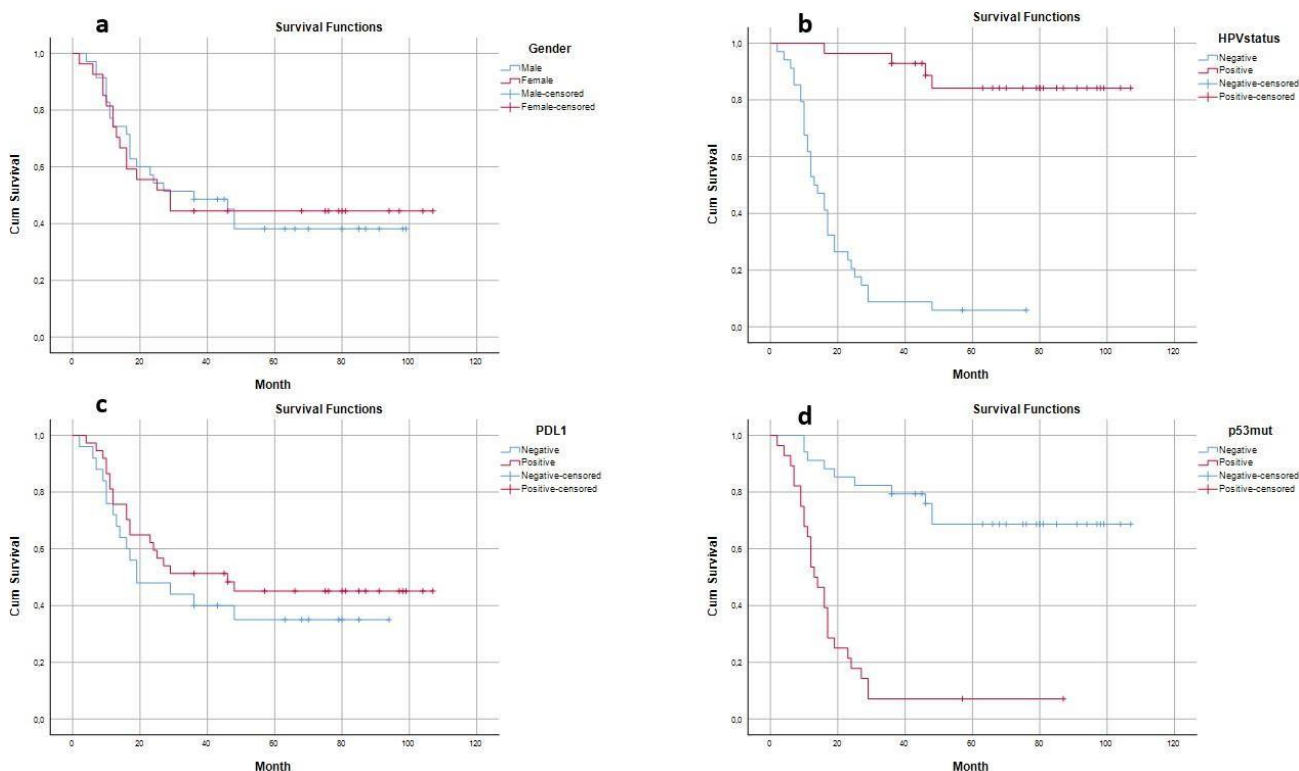 a
Survival Functions
Gender
Male
Female
Male-censored
Female-censored
Cum Survival
1,0
0,8
0,6
0,4
0,2
0,0
0 20 40 60 80 100 120
Month
b
Survival Functions
HPVstatus
Negative
Positive
Negative-censored
Positive-censored
Cum Survival
1,0
0,8
0,6
0,4
0,2
0,0
0 20 40 60 80 100 120
Month
c
Survival Functions
PDL1
Negative
Positive
Negative-censored
Positive-censored
Cum Survival
1,0
0,8
0,6
0,4
0,2
0,0
0 20 40 60 80 100 120
Month
d
Survival Functions
p53mut
Negative
Positive
Negative-censored
Positive-censored
Cum Survival
1,0
0,8
0,6
0,4
0,2
0,0
0 20 40 60 80 100 120
Month